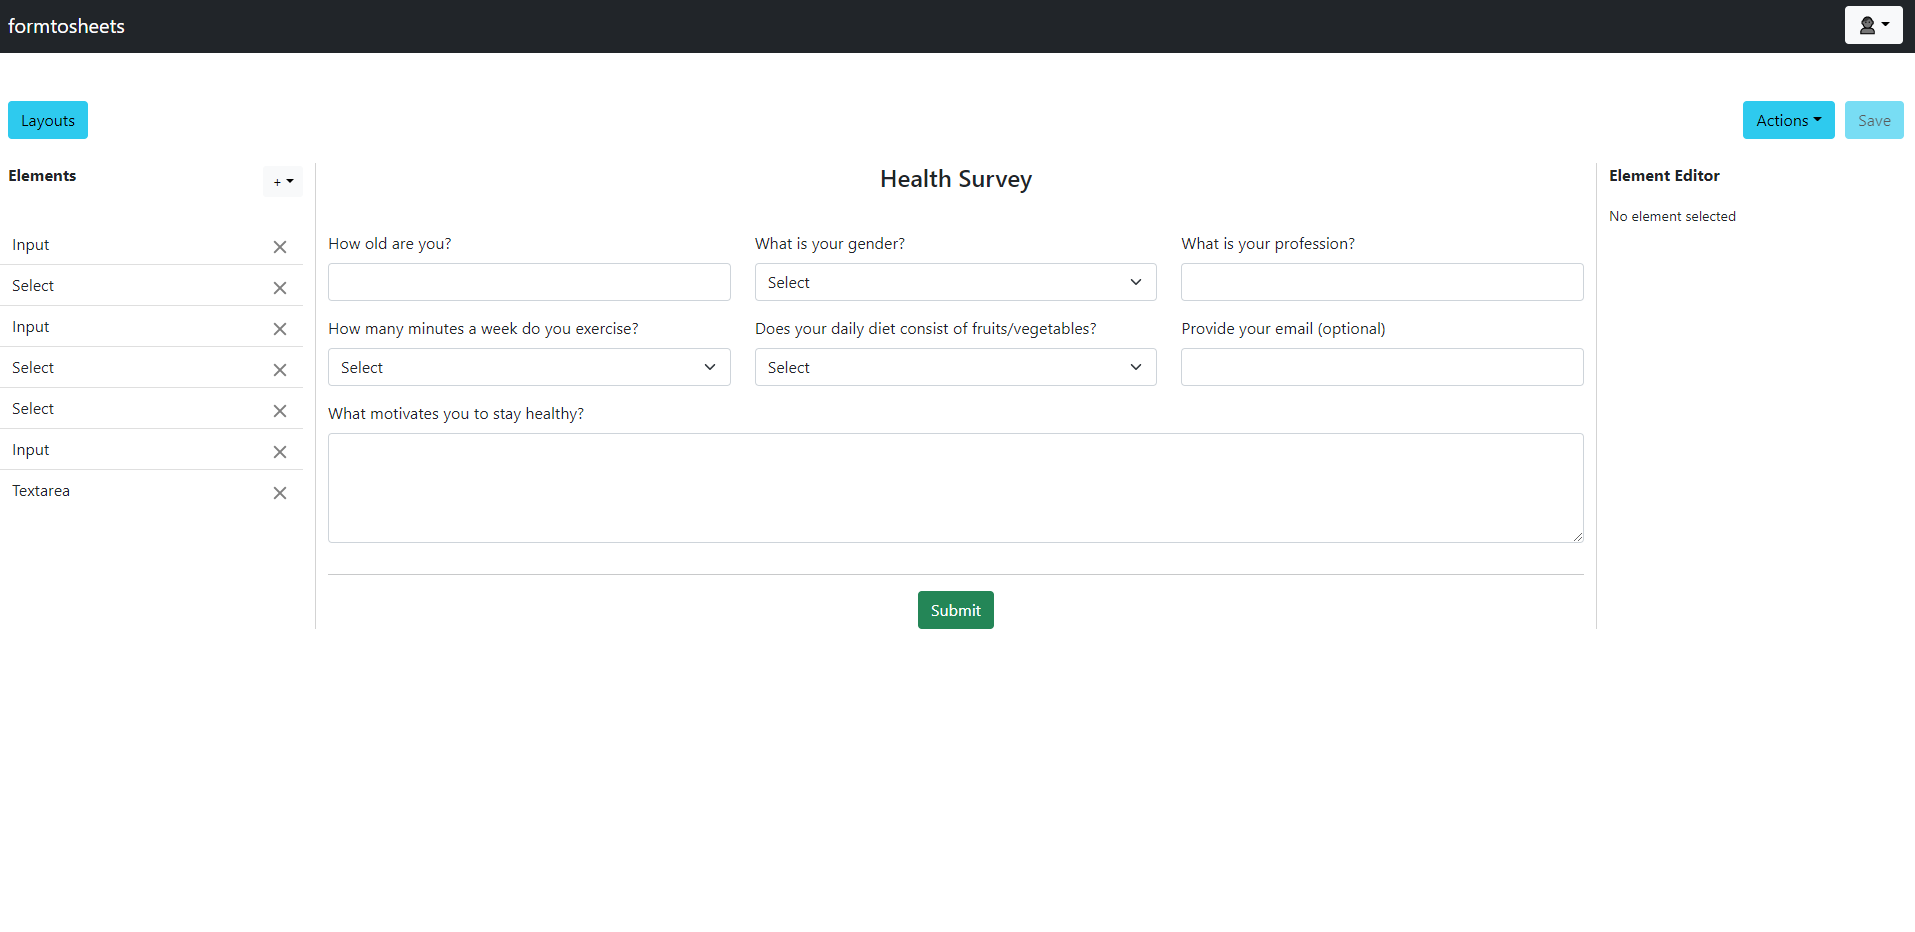 formtosheets
Layouts
Actions
Save
Elements
+
Input
Select
Input
Select
Select
Input
Textarea
Health Survey
How old are you?
What is your gender?
Select
What is your profession?
How many minutes a week do you exercise?
Select
Does your daily diet consist of fruits/vegetables?
Select
Provide your email (optional)
What motivates you to stay healthy?
Submit
Element Editor
No element selected